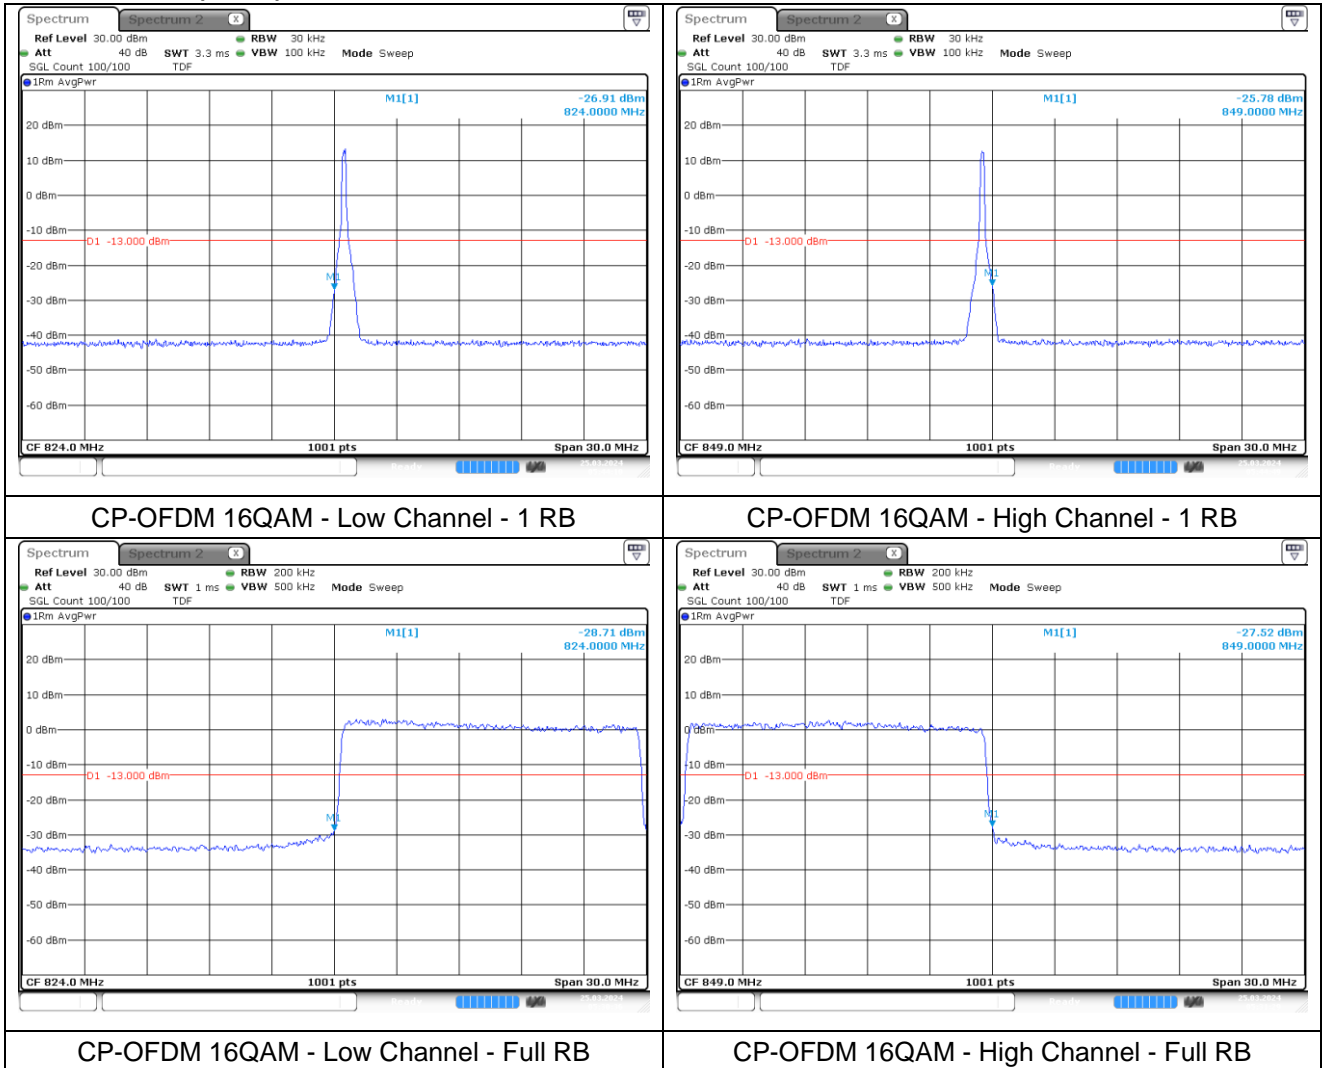 Spectrum Spectrum 2 X
Ref Level 30.00 dBm RBW 30 kHz
Att 40 dB SWT 3.3 ms VBW 100 kHz Mode Sweep
SGL Count 100/100 TDF
1Rm AvgPwr
M1[1] -26.91 dBm
824.0000 MHz
20 dBm
10 dBm
0 dBm
-10 dBm
D1 -13.000 dBm
-20 dBm
M1
-30 dBm
-40 dBm
-50 dBm
-60 dBm
CF 824.0 MHz 1001 pts Span 30.0 MHz
Ready 25.03.2024
CP-OFDM 16QAM - Low Channel - 1 RB
Spectrum Spectrum 2 X
Ref Level 30.00 dBm RBW 30 kHz
Att 40 dB SWT 3.3 ms VBW 100 kHz Mode Sweep
SGL Count 100/100 TDF
1Rm AvgPwr
M1[1] -25.78 dBm
849.0000 MHz
20 dBm
10 dBm
0 dBm
-10 dBm
D1 -13.000 dBm
-20 dBm
M1
-30 dBm
-40 dBm
-50 dBm
-60 dBm
CF 849.0 MHz 1001 pts Span 30.0 MHz
Ready 25.03.2024
CP-OFDM 16QAM - High Channel - 1 RB
Spectrum Spectrum 2 X
Ref Level 30.00 dBm RBW 200 kHz
Att 40 dB SWT 1 ms VBW 500 kHz Mode Sweep
SGL Count 100/100 TDF
1Rm AvgPwr
M1[1] -28.71 dBm
824.0000 MHz
20 dBm
10 dBm
0 dBm
-10 dBm
D1 -13.000 dBm
-20 dBm
M1
-30 dBm
-40 dBm
-50 dBm
-60 dBm
CF 824.0 MHz 1001 pts Span 30.0 MHz
Ready 25.03.2024
CP-OFDM 16QAM - Low Channel - Full RB
Spectrum Spectrum 2 X
Ref Level 30.00 dBm RBW 200 kHz
Att 40 dB SWT 1 ms VBW 500 kHz Mode Sweep
SGL Count 100/100 TDF
1Rm AvgPwr
M1[1] -27.52 dBm
849.0000 MHz
20 dBm
10 dBm
0 dBm
-10 dBm
D1 -13.000 dBm
-20 dBm
M1
-30 dBm
-40 dBm
-50 dBm
-60 dBm
CF 849.0 MHz 1001 pts Span 30.0 MHz
Ready 25.03.2024
CP-OFDM 16QAM - High Channel - Full RB